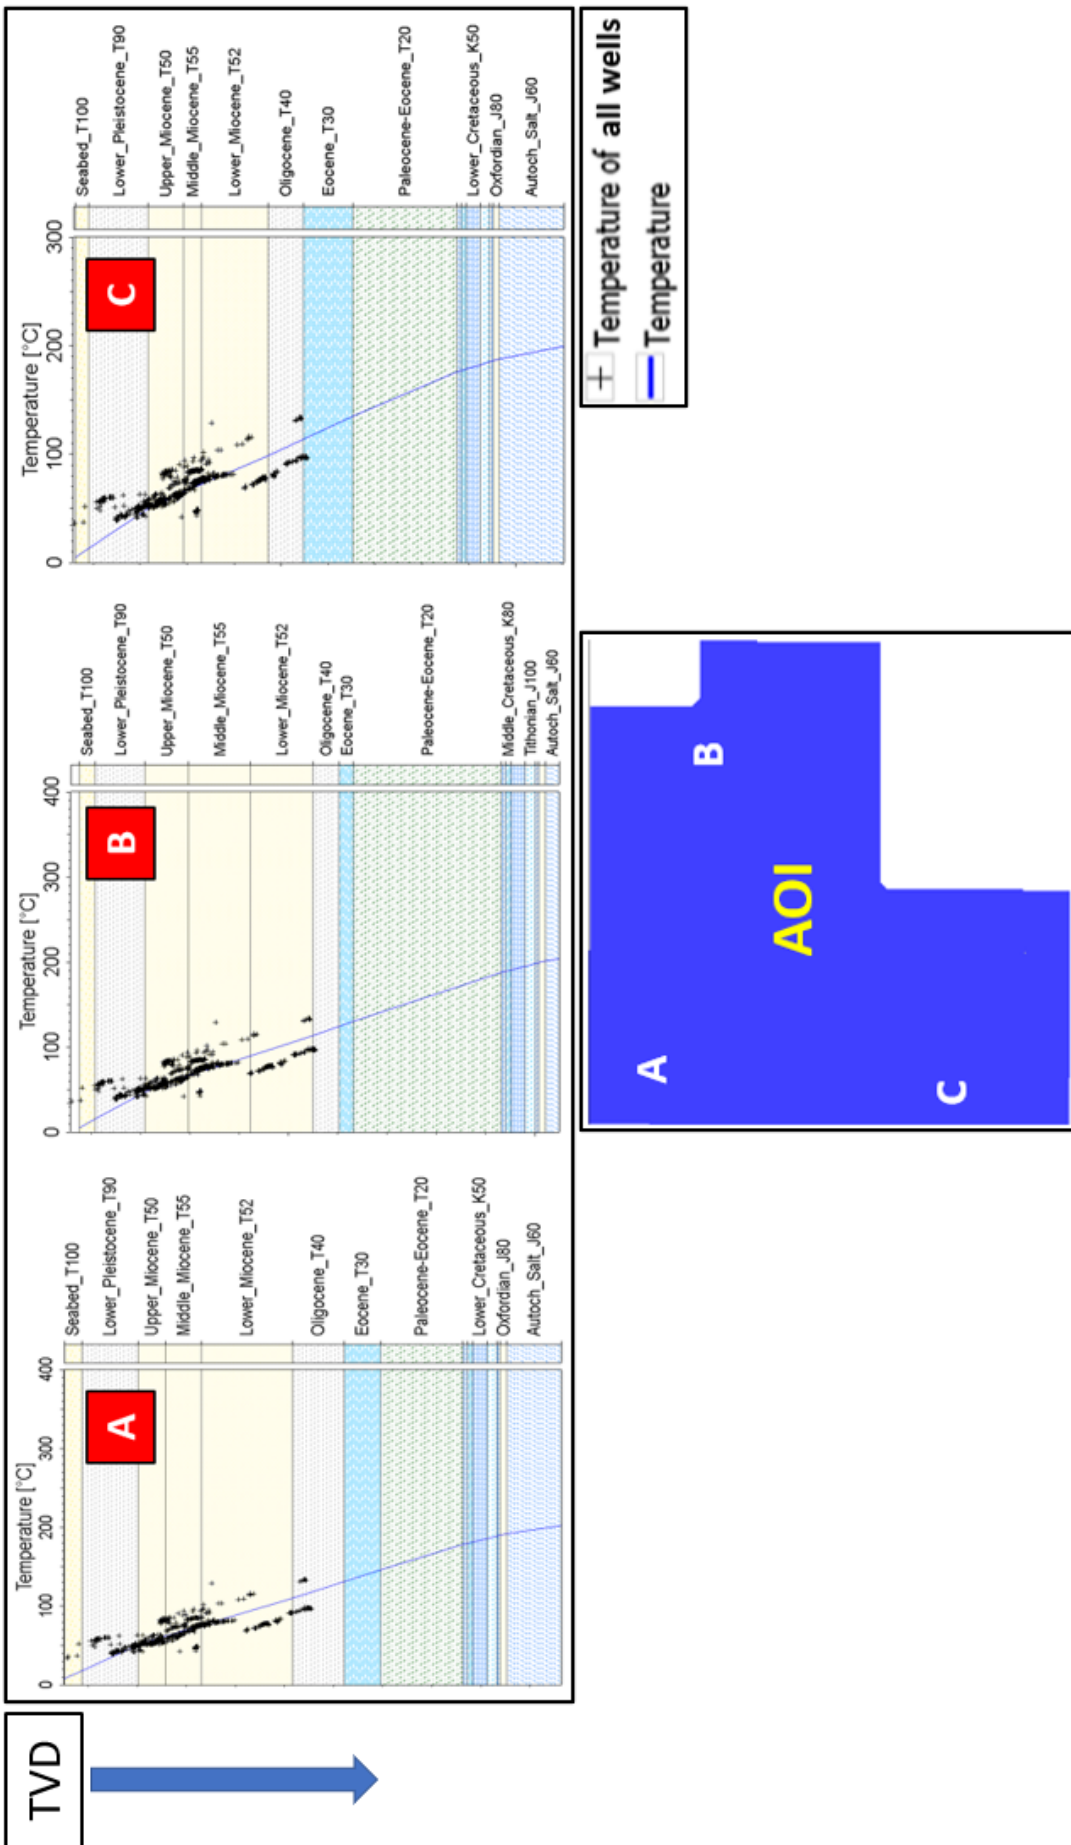 TVD
Temperature [°C]
0 100 200 300 400
A
Seabed_T100
Lower_Pleistocene_T90
Upper_Miocene_T50
Middle_Miocene_T55
Lower_Miocene_T52
Oligocene_T40
Eocene_T30
Paleocene-Eocene_T20
Lower_Cretaceous_K50
Oxfordian_J80
Autoch_Salt_J60
Temperature [°C]
0 100 200 300 400
B
Seabed_T100
Lower_Pleistocene_T90
Upper_Miocene_T50
Middle_Miocene_T55
Lower_Miocene_T52
Oligocene_T40
Eocene_T30
Paleocene-Eocene_T20
Middle_Cretaceous_K80
Tithonian_J100
Autoch_Salt_J60
Temperature [°C]
0 100 200 300
C
Seabed_T100
Lower_Pleistocene_T90
Upper_Miocene_T50
Middle_Miocene_T55
Lower_Miocene_T52
Oligocene_T40
Eocene_T30
Paleocene-Eocene_T20
Lower_Cretaceous_K50
Oxfordian_J80
Autoch_Salt_J60
A
B
AOI
C
Temperature of all wells
Temperature